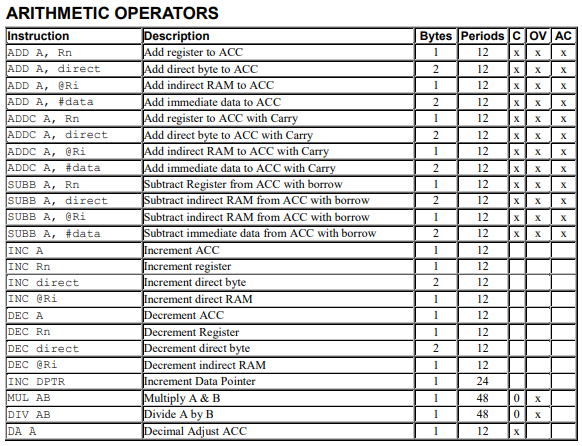 ARITHMETIC OPERATORS
Instruction Description Bytes Periods C OV AC
ADD A, Rn Add register to ACC 1 12 x x x
ADD A, direct Add direct byte to ACC 2 12 x x x
ADD A, @Ri Add indirect RAM to ACC 1 12 x x x
ADD A, #data Add immediate data to ACC 2 12 x x x
ADDC A, Rn Add register to ACC with Carry 1 12 x x x
ADDC A, direct Add direct byte to ACC with Carry 2 12 x x x
ADDC A, @Ri Add indirect RAM to ACC with Carry 1 12 x x x
ADDC A, #data Add immediate data to ACC with Carry 2 12 x x x
SUBB A, Rn Subtract Register from ACC with borrow 1 12 x x x
SUBB A, direct Subtract indirect RAM from ACC with borrow 2 12 x x x
SUBB A, @Ri Subtract indirect RAM from ACC with borrow 1 12 x x x
SUBB A, #data Subtract immediate data from ACC with borrow 2 12 x x x
INC A Increment ACC 1 12
INC Rn Increment register 1 12
INC direct Increment direct byte 2 12
INC @Ri Increment direct RAM 1 12
DEC A Decrement ACC 1 12
DEC Rn Decrement Register 1 12
DEC direct Decrement direct byte 2 12
DEC @Ri Decrement indirect RAM 1 12
INC DPTR Increment Data Pointer 1 24
MUL AB Multiply A & B 1 48 0 x
DIV AB Divide A by B 1 48 0 x
DA A Decimal Adjust ACC 1 12 x